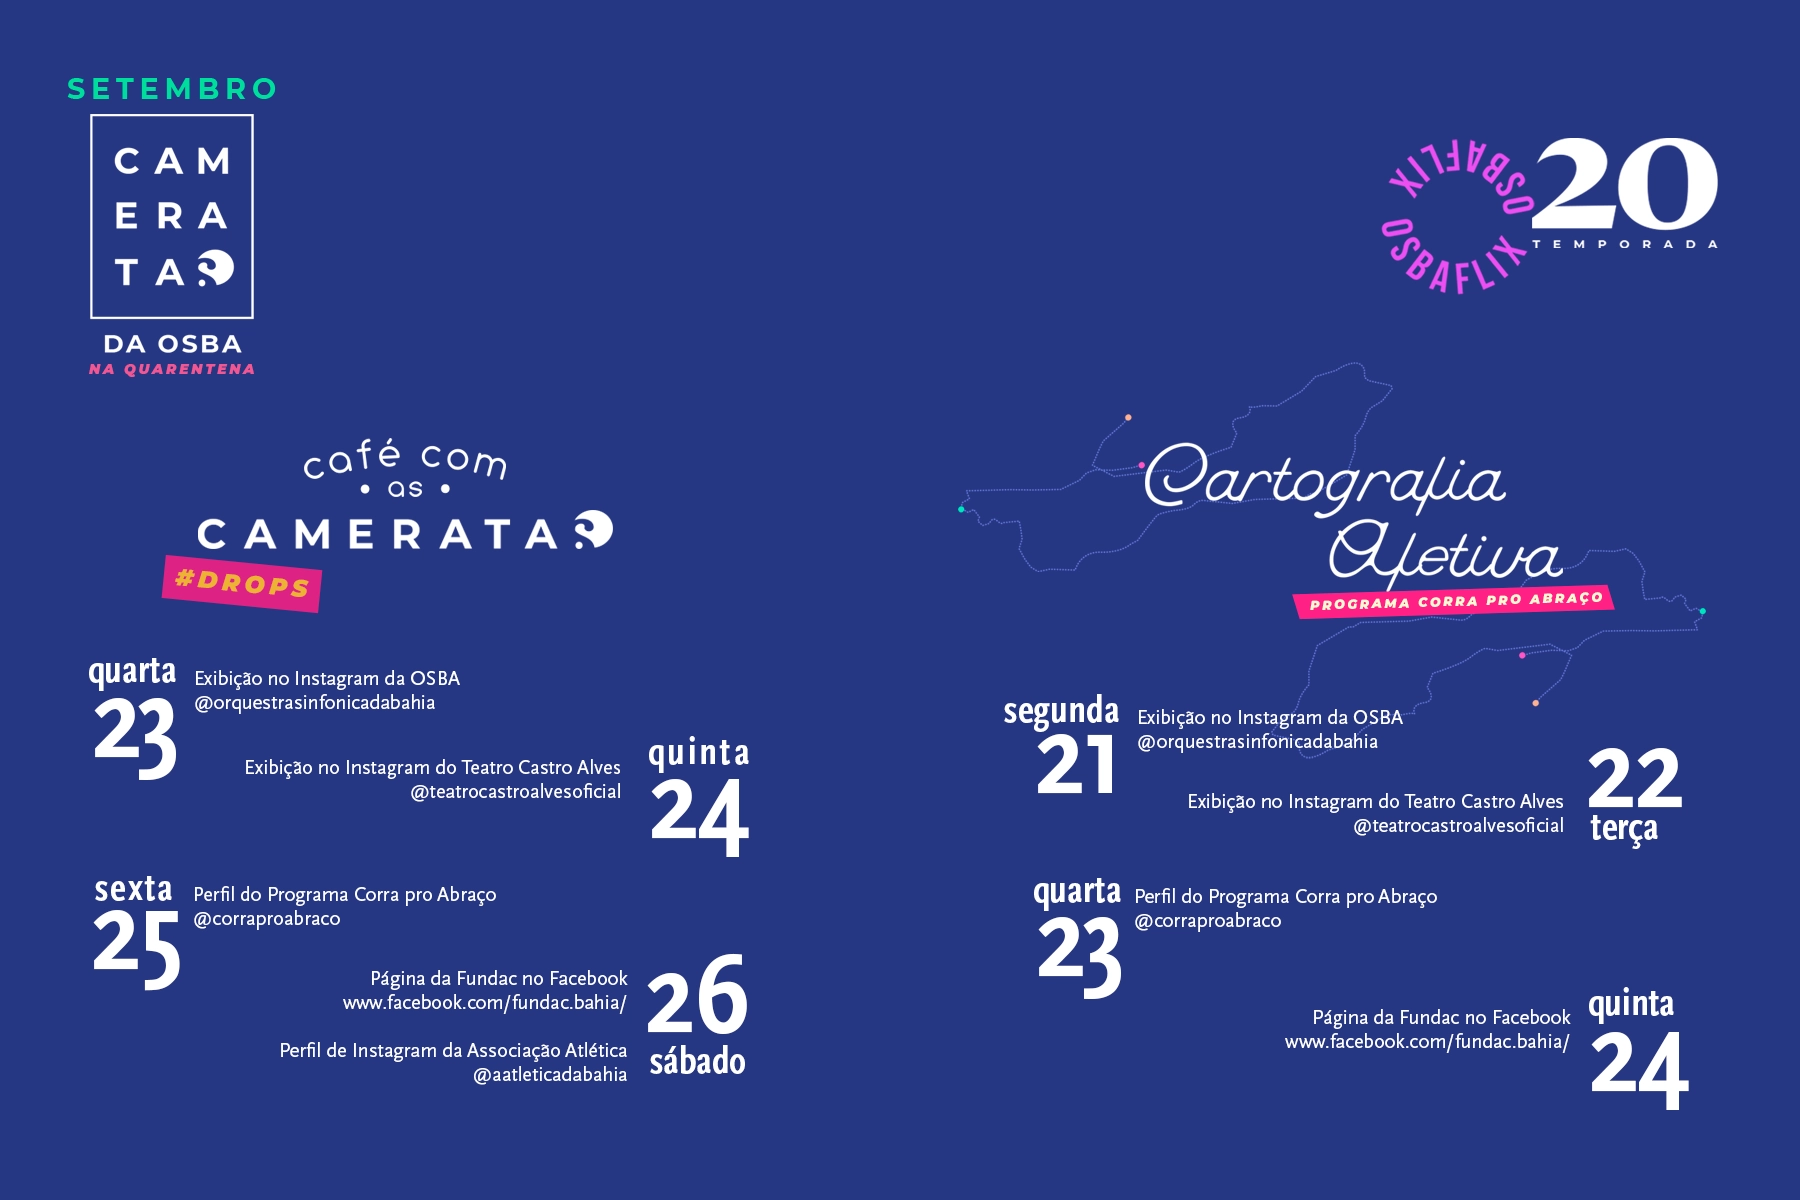 SETEMBRO
CAM
ERA
TAS
DA OSBA
NA QUARENTENA
OSBAFLIX OSBAFLIX
20
TEMPORADA
café com
• as •
CAMERATAS
#DROPS
quarta
23
Exibição no Instagram da OSBA
@orquestrasinfonicadabahia
quinta
24
Exibição no Instagram do Teatro Castro Alves
@teatrocastroalvesoficial
sexta
25
Perfil do Programa Corra pro Abraço
@corraproabraco
26
sábado
Página da Fundac no Facebook
www.facebook.com/fundac.bahia/
Perfil de Instagram da Associação Atlética
@aatleticadabahia
Cartografia
Afetiva
PROGRAMA CORRA PRO ABRAÇO
segunda
21
Exibição no Instagram da OSBA
@orquestrasinfonicadabahia
22
terça
Exibição no Instagram do Teatro Castro Alves
@teatrocastroalvesoficial
quarta
23
Perfil do Programa Corra pro Abraço
@corraproabraco
quinta
24
Página da Fundac no Facebook
www.facebook.com/fundac.bahia/